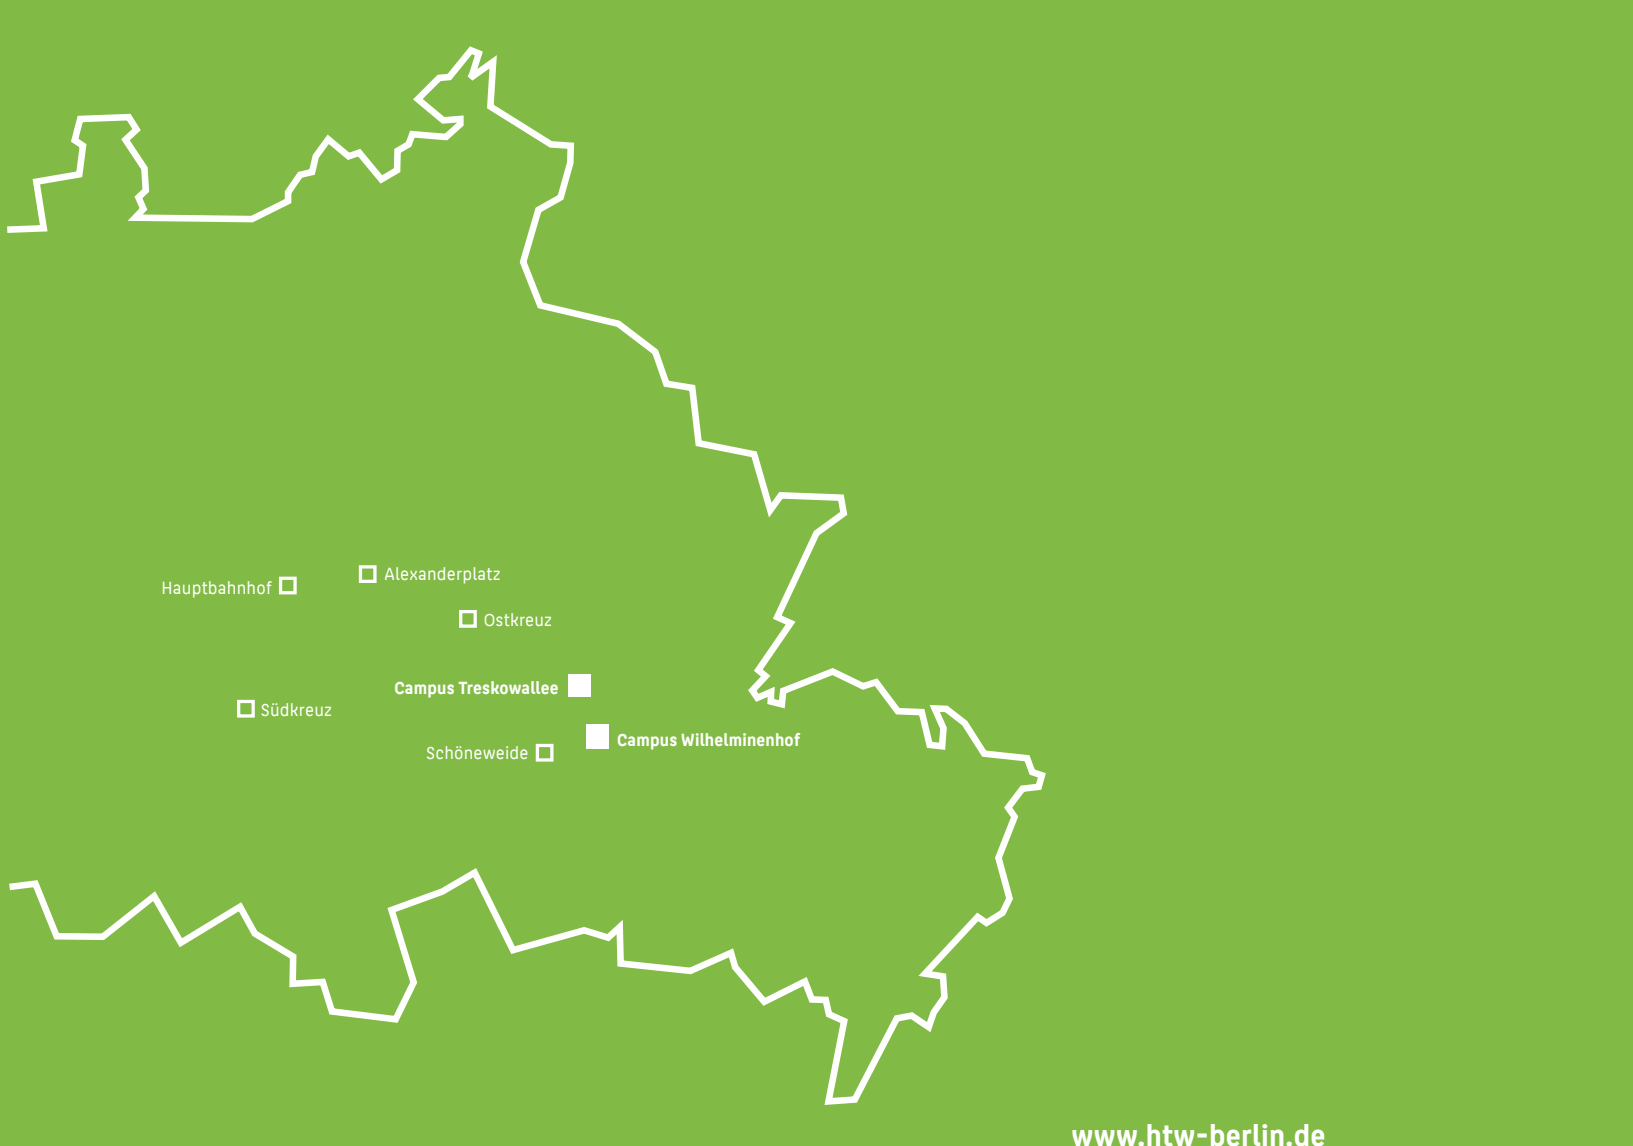 Alexanderplatz
Hauptbahnhof
Ostkreuz
Campus Treskowallee
Südkreuz
Campus Wilhelminenhof
Schöneweide
www.htw-berlin.de